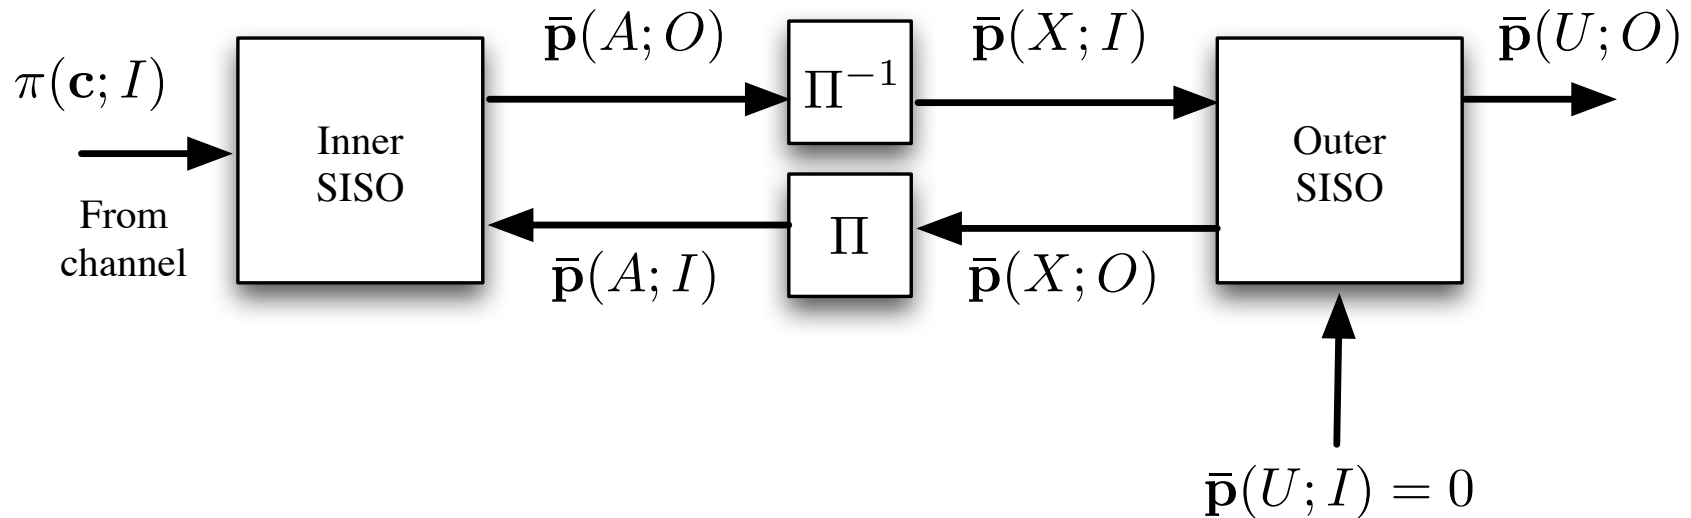 π(c; I)
From
channel
Inner
SISO
p̄(A; O)
Π⁻¹
p̄(X; I)
p̄(A; I)
Π
p̄(X; O)
Outer
SISO
p̄(U; O)
p̄(U; I) = 0